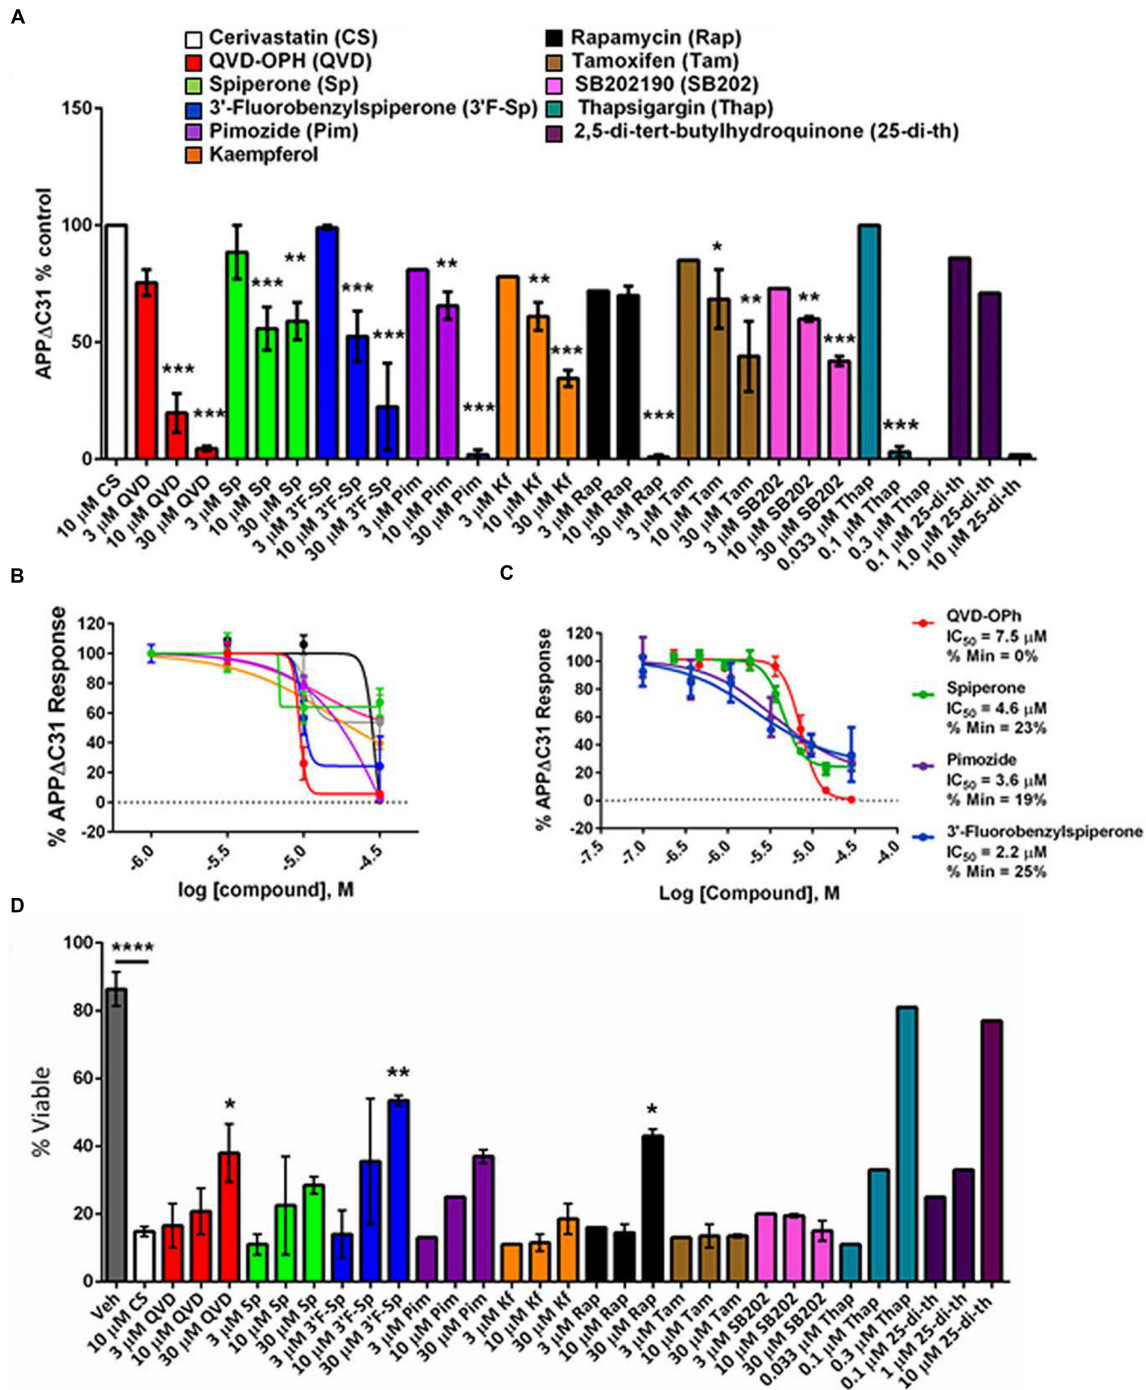 A
Cerivastatin (CS)
QVD-OPH (QVD)
Spiperone (Sp)
3'-Fluorobenzylspiperone (3'F-Sp)
Pimozide (Pim)
Kaempferol
Rapamycin (Rap)
Tamoxifen (Tam)
SB202190 (SB202)
Thapsigargin (Thap)
2,5-di-tert-butylhydroquinone (25-di-th)
APPΔC31 % control
150
100
50
0
*** *** *** ** *** *** ** *** ** *** *** * ** ** *** ***
10 µM CS
3 µM QVD
10 µM QVD
30 µM QVD
3 µM Sp
10 µM Sp
30 µM Sp
3 µM 3'F-Sp
10 µM 3'F-Sp
30 µM 3'F-Sp
3 µM Pim
10 µM Pim
30 µM Pim
3 µM Kf
10 µM Kf
30 µM Kf
3 µM Rap
10 µM Rap
30 µM Rap
3 µM Tam
10 µM Tam
30 µM Tam
3 µM SB202
10 µM SB202
30 µM SB202
0.033 µM Thap
0.1 µM Thap
0.3 µM Thap
0.1 µM 25-di-th
1.0 µM 25-di-th
10 µM 25-di-th
B
% APPΔC31 Response
120
100
80
60
40
20
0
-20
-6.0
-5.5
-5.0
-4.5
log [compound], M
C
% APPΔC31 Response
120
100
80
60
40
20
0
-20
-7.5
-7.0
-6.5
-6.0
-5.5
-5.0
-4.5
-4.0
Log [Compound], M
QVD-OPh
IC50 = 7.5 µM
% Min = 0%
Spiperone
IC50 = 4.6 µM
% Min = 23%
Pimozide
IC50 = 3.6 µM
% Min = 19%
3'-Fluorobenzylspiperone
IC50 = 2.2 µM
% Min = 25%
D
% Viable
100
80
60
40
20
0
**** * ** *
Veh
10 µM CS
3 µM QVD
10 µM QVD
30 µM QVD
3 µM Sp
10 µM Sp
30 µM Sp
3 µM 3'F-Sp
10 µM 3'F-Sp
30 µM 3'F-Sp
3 µM Pim
10 µM Pim
30 µM Pim
3 µM Kf
10 µM Kf
30 µM Kf
3 µM Rap
10 µM Rap
30 µM Rap
3 µM Tam
10 µM Tam
30 µM Tam
3 µM SB202
10 µM SB202
30 µM SB202
0.033 µM Thap
0.1 µM Thap
0.3 µM Thap
0.1 µM 25-di-th
1 µM 25-di-th
10 µM 25-di-th